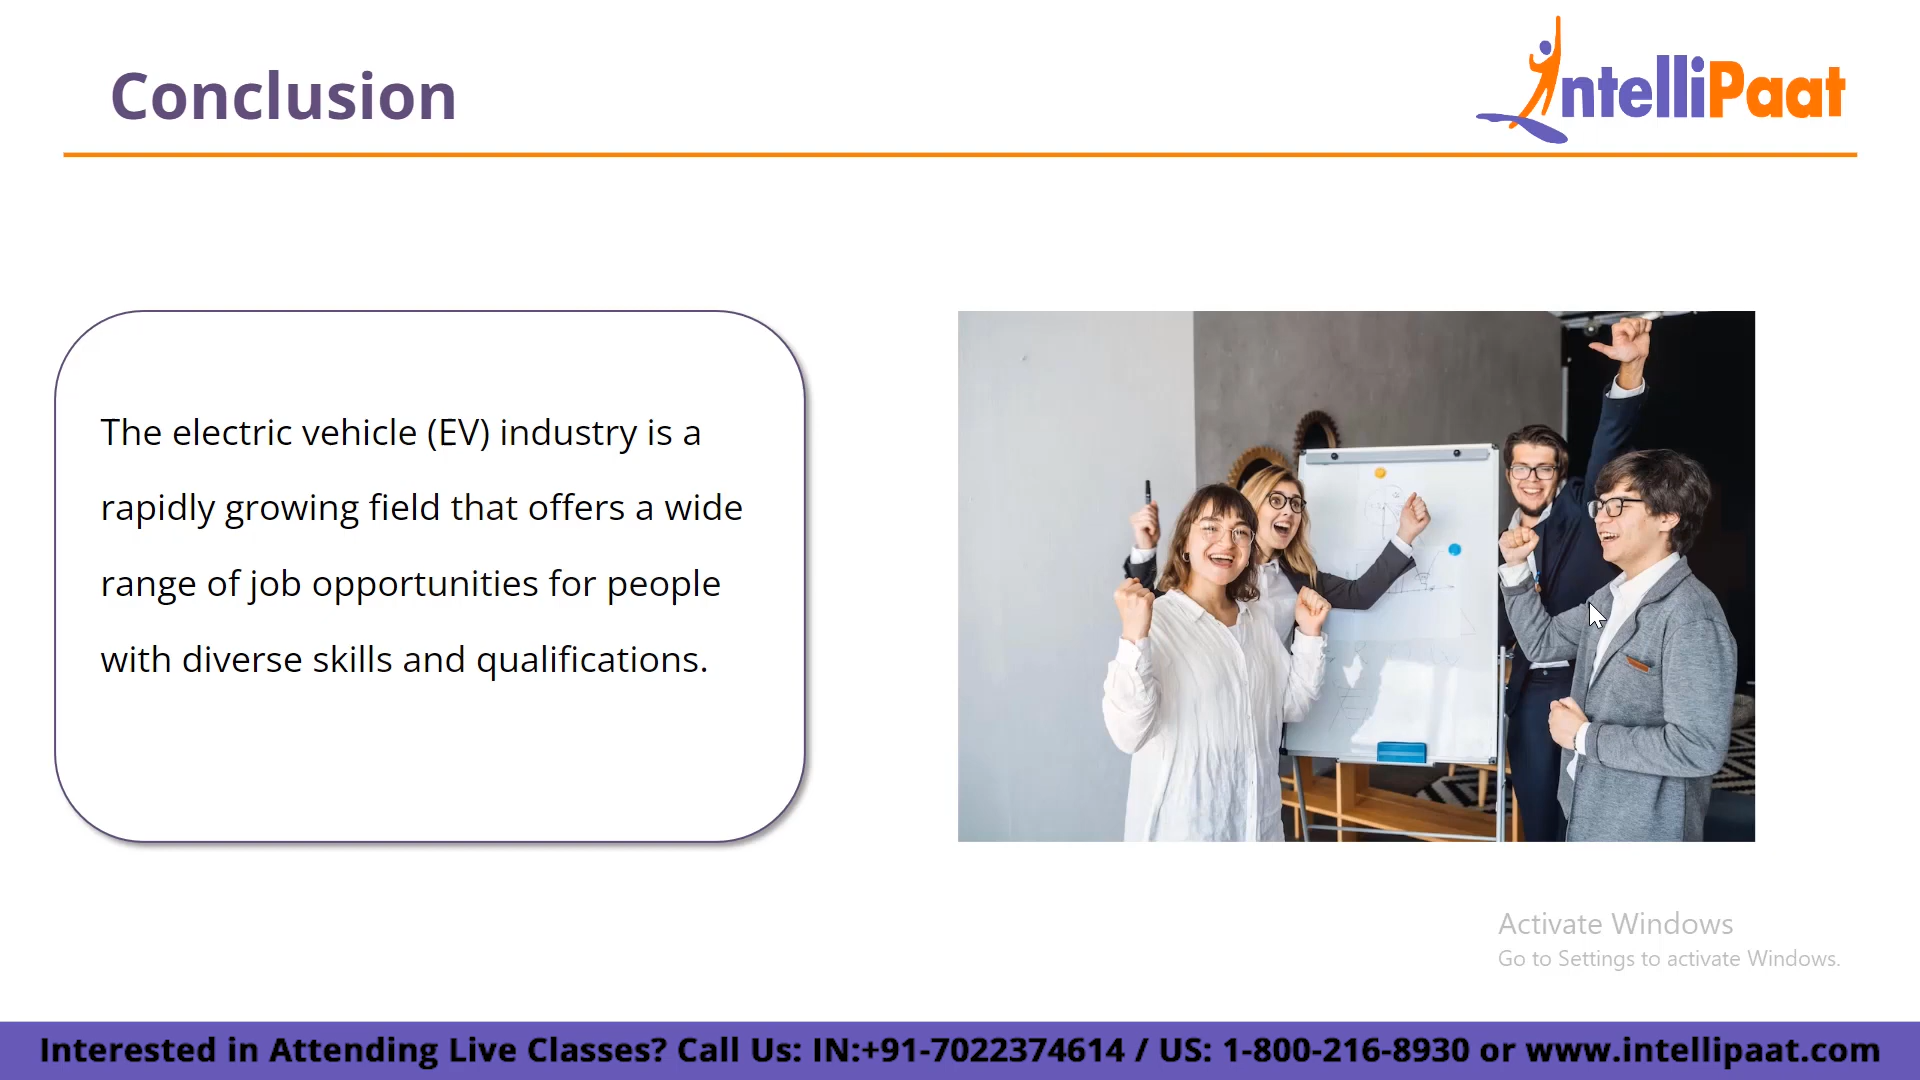 Conclusion
IntelliPaat
The electric vehicle (EV) industry is a
rapidly growing field that offers a wide
range of job opportunities for people
with diverse skills and qualifications.
Activate Windows
Go to Settings to activate Windows.
Interested in Attending Live Classes? Call Us: IN:+91-7022374614 / US: 1-800-216-8930 or www.intellipaat.com